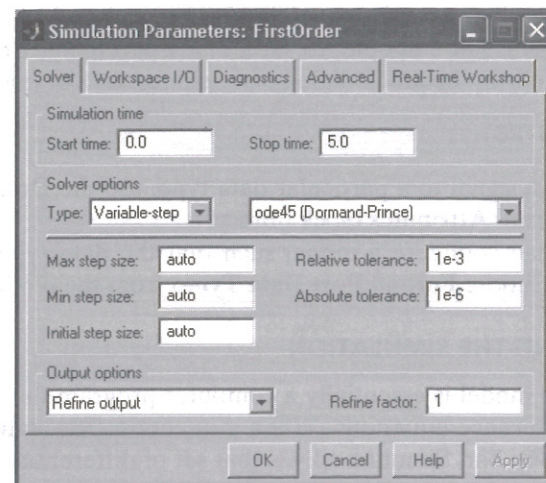 Simulation Parameters: FirstOrder
Solver Workspace I/O Diagnostics Advanced Real-Time Workshop
Simulation time
Start time: 0.0 Stop time: 5.0
Solver options
Type: Variable-step ode45 (Dormand-Prince)
Max step size: auto Relative tolerance: 1e-3
Min step size: auto Absolute tolerance: 1e-6
Initial step size: auto
Output options
Refine output Refine factor: 1
OK Cancel Help Apply